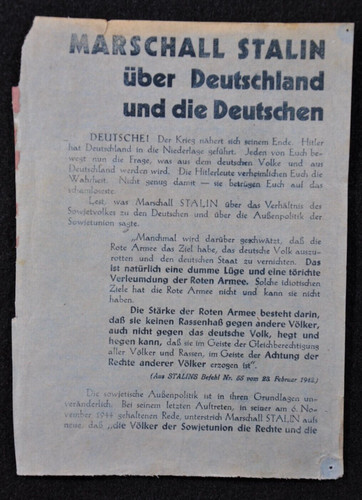 MARSCHALL STALIN
über Deutschland
und die Deutschen
DEUTSCHE! Der Krieg nähert sich seinem Ende. Hitler
hat Deutschland in die Niederlage geführt. Jeden von Euch be-
wegt nun die Frage, was aus dem deutschen Volke und aus
Deutschland werden wird. Die Hitlerleute verheimlichen Euch die
Wahrheit. Nicht genug damit — sie betrügen Euch auf das
schamloseste.
Lest, was Marschall STALIN über das Verhältnis des
Sowjetvolkes zu den Deutschen und über die Außenpolitik der
Sowjetunion sagte.
„Manchmal wird darüber geschwätzt, daß die
Rote Armee das Ziel habe, das deutsche Volk auszu-
rotten und den deutschen Staat zu vernichten. Das
ist natürlich eine dumme Lüge und eine törichte
Verleumdung der Roten Armee. Solche idiotischen
Ziele hat die Rote Armee nicht und kann sie nicht
haben.
Die Stärke der Roten Armee besteht darin,
daß sie keinen Rassenhaß gegen andere Völker,
auch nicht gegen das deutsche Volk, hegt und
hegen kann, daß sie im Geiste der Gleichberechtigung
aller Völker und Rassen, im Geiste der Achtung der
Rechte anderer Völker erzogen ist".
(Aus STALINS Befehl Nr. 55 vom 23. Februar 1942.)
Die sowjetische Außenpolitik ist in ihren Grundlagen un-
veränderlich. Bei seinem letzten Auftreten, in seiner am 6. No-
vember 1944 gehaltenen Rede, unterstrich Marschall STALIN aufs
neue, daß „die Völker der Sowjetunion die Rechte und die